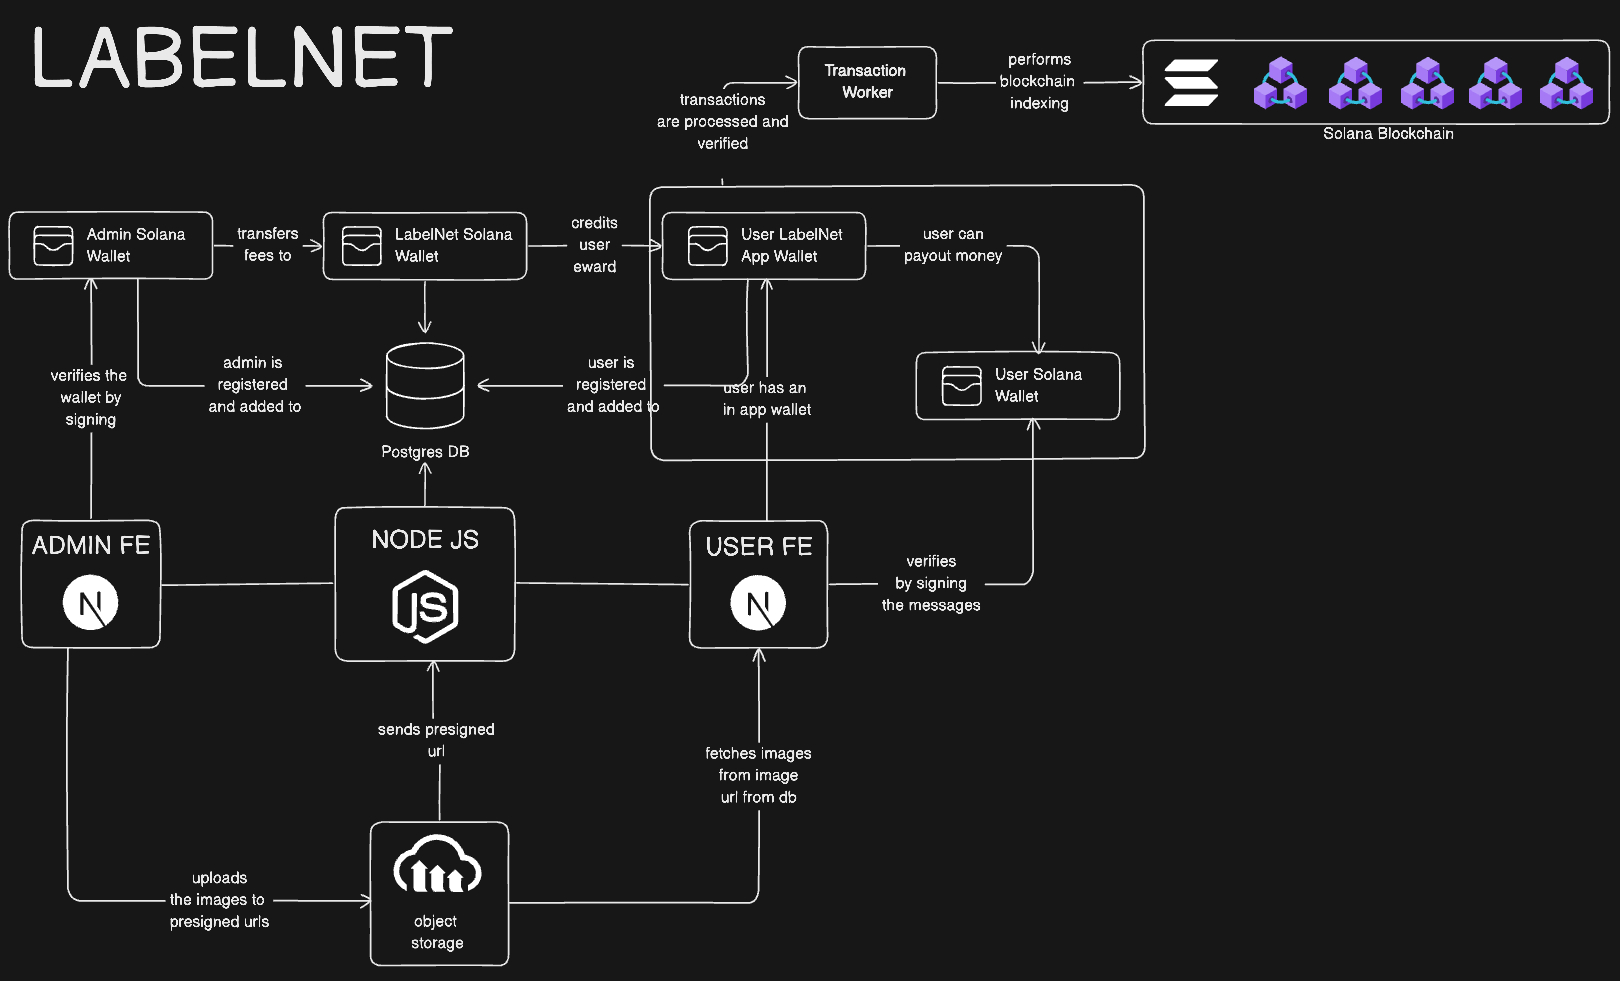 LABELNET
Transaction
Worker
performs
blockchain
indexing
Solana Blockchain
transactions
are processed and
verified
Admin Solana
Wallet
transfers
fees to
LabelNet Solana
Wallet
credits
user
eward
User LabelNet
App Wallet
user can
payout money
User Solana
Wallet
verifies the
wallet by
signing
admin is
registered
and added to
Postgres DB
user is
registered
and added to
user has an
in app wallet
ADMIN FE
N
NODE JS
JS
USER FE
N
verifies
by signing
the messages
sends presigned
url
fetches images
from image
url from db
uploads
the images to
presigned urls
object
storage